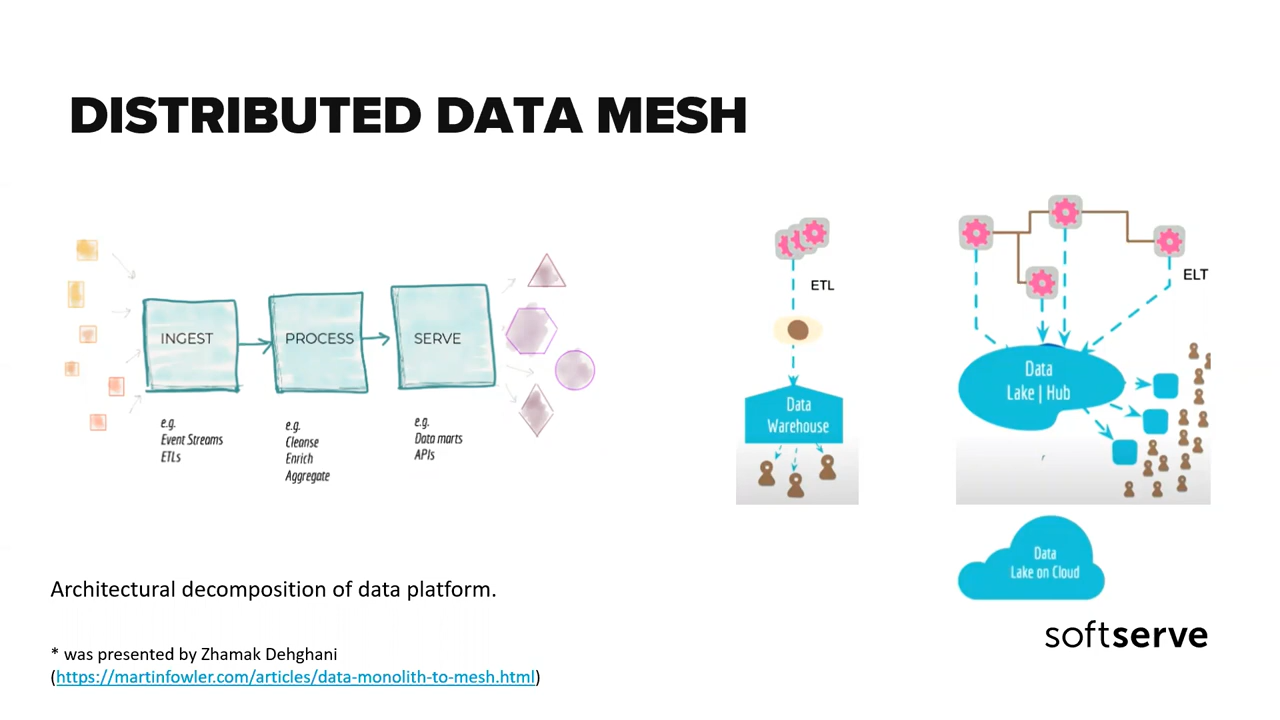 DISTRIBUTED DATA MESH
INGEST
PROCESS
SERVE
e.g.
Event Streams
ETLs
e.g.
Cleanse
Enrich
Aggregate
e.g.
Data marts
APIs
ETL
Data
Warehouse
ELT
Data
Lake | Hub
Data
Lake on Cloud
Architectural decomposition of data platform.
* was presented by Zhamak Dehghani
(https://martinfowler.com/articles/data-monolith-to-mesh.html)
softserve